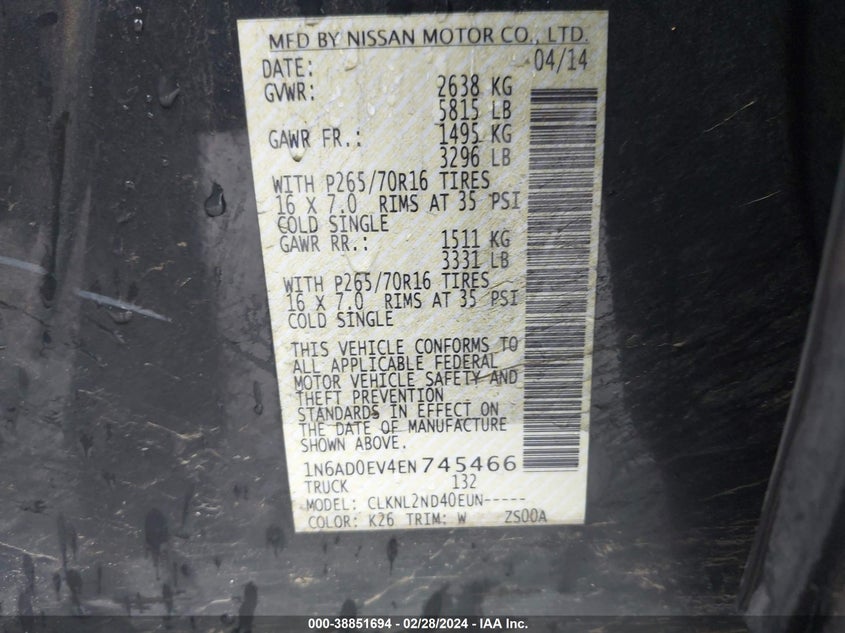 MFD BY NISSAN MOTOR CO., LTD.
DATE: 04/14
GVWR: 2638 KG
5815 LB
GAWR FR.: 1495 KG
3296 LB
WITH P265/70R16 TIRES
16 X 7.0 RIMS AT 35 PSI
COLD SINGLE
GAWR RR.: 1511 KG
3331 LB
WITH P265/70R16 TIRES
16 X 7.0 RIMS AT 35 PSI
COLD SINGLE
THIS VEHICLE CONFORMS TO
ALL APPLICABLE FEDERAL
MOTOR VEHICLE SAFETY AND
THEFT PREVENTION
STANDARDS IN EFFECT ON
THE DATE OF MANUFACTURE
SHOWN ABOVE.
1N6AD0EV4EN745466
TRUCK 132
MODEL: CLKNL2ND40EUN-----
COLOR: K26 TRIM: W ZS00A
000-38851694 - 02/28/2024 - IAA Inc.